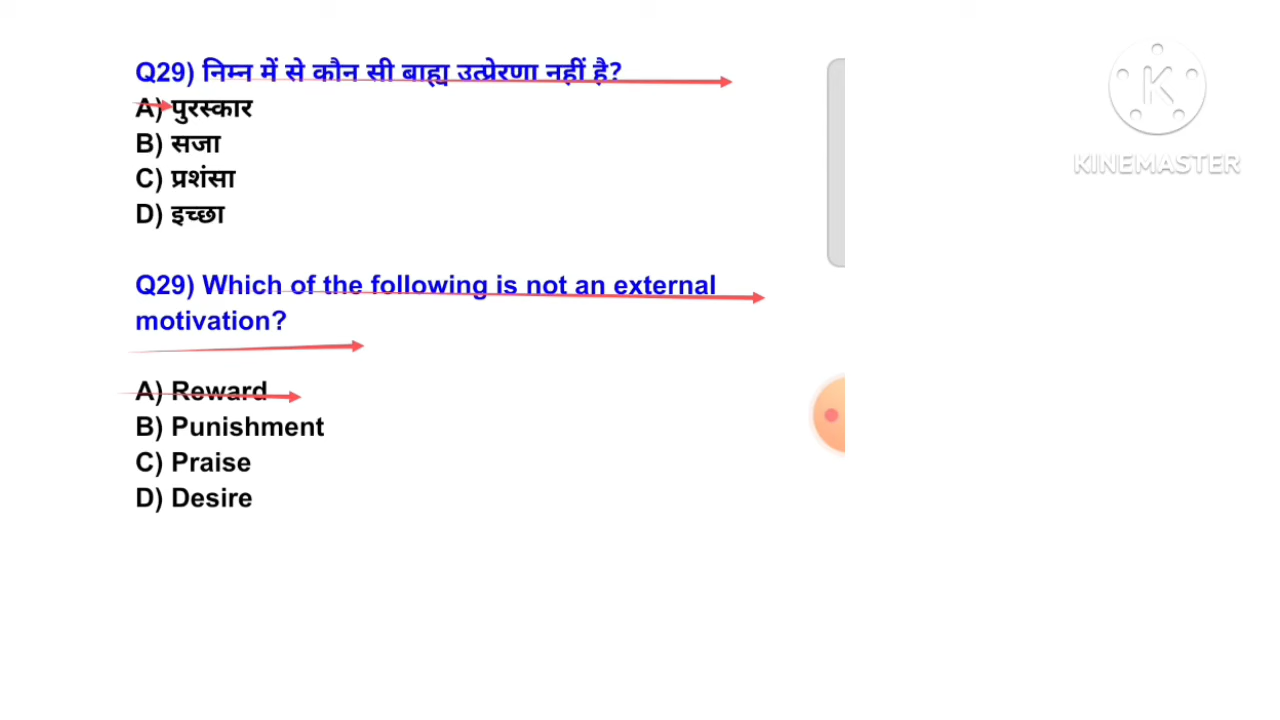 Q29) निम्न में से कौन सी बाह्य उत्प्रेरणा नहीं है?
A) पुरस्कार
B) सजा
C) प्रशंसा
D) इच्छा
Q29) Which of the following is not an external
motivation?
A) Reward
B) Punishment
C) Praise
D) Desire
K
KINEMASTER